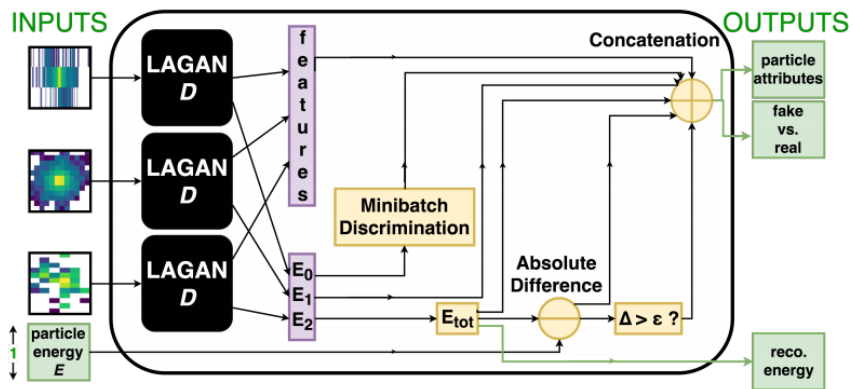 INPUTS
OUTPUTS
LAGAN
D
LAGAN
D
LAGAN
D
features
E0
E1
E2
Minibatch
Discrimination
Concatenation
Absolute
Difference
Etot
Δ > ε ?
particle
attributes
fake
vs.
real
1
particle
energy
E
reco.
energy